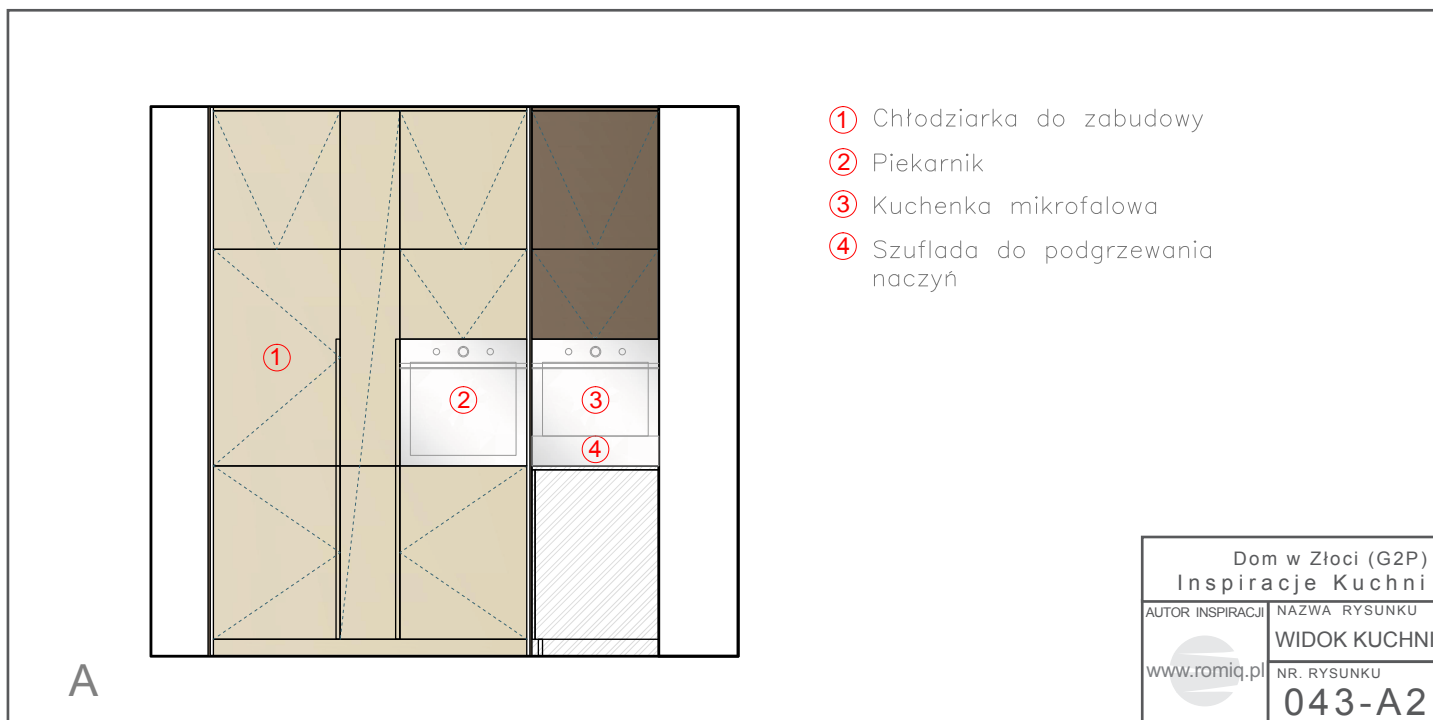 1 Chłodziarka do zabudowy
2 Piekarnik
3 Kuchenka mikrofalowa
4 Szuflada do podgrzewania
naczyń
1
2
3
4
A
Dom w Złoci (G2P)
Inspiracje Kuchni
AUTOR INSPIRACJI
www.romiq.pl
NAZWA RYSUNKU
WIDOK KUCHNI
NR. RYSUNKU
043-A2